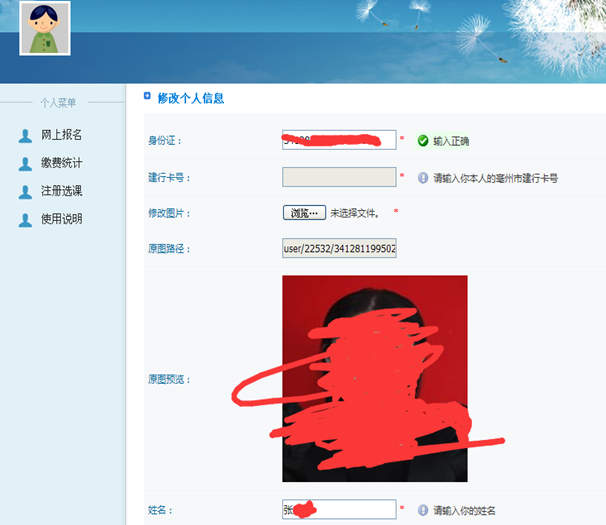 个人菜单
网上报名
缴费统计
注册选课
使用说明
修改个人信息
身份证： * 输入正确
建行卡号： * 请输入你本人的亳州市建行卡号
修改图片： 浏览… 未选择文件。 *
原图路径： user/22532/341281199502
原图预览：
姓名： 张 * 请输入你的姓名